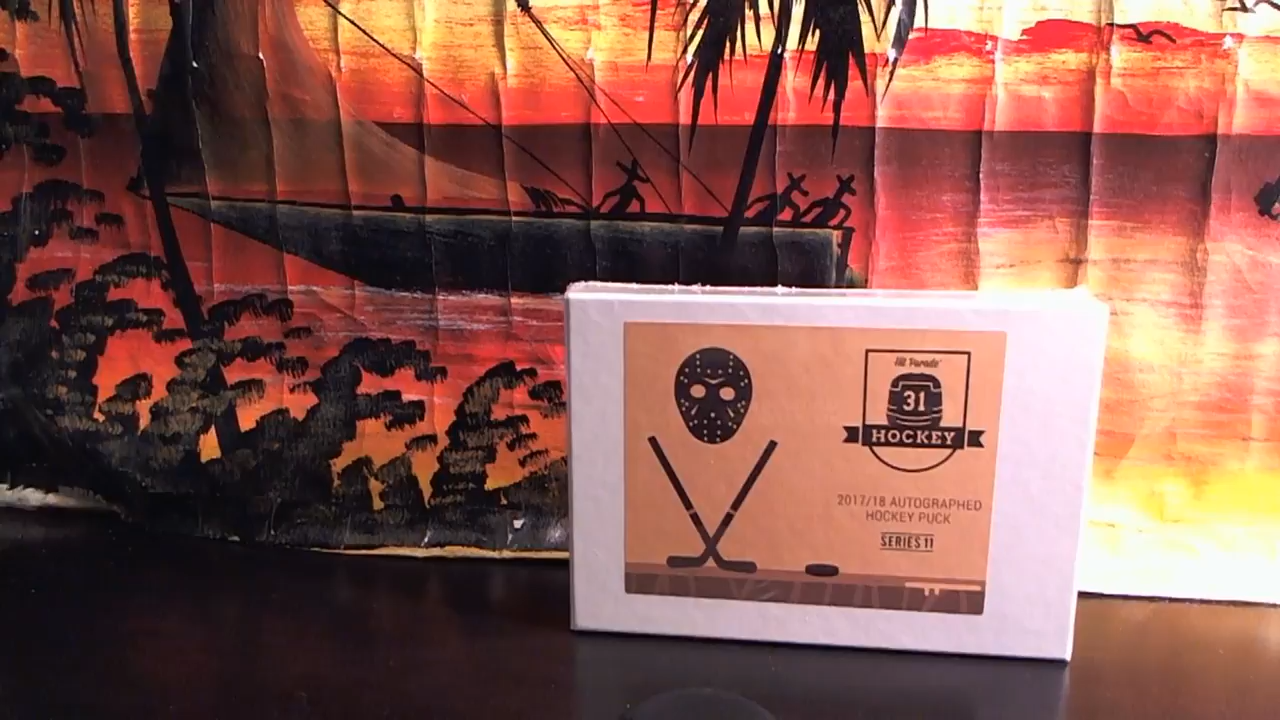 Hit Parade
31
HOCKEY
2017/18 AUTOGRAPHED
HOCKEY PUCK
SERIES 11